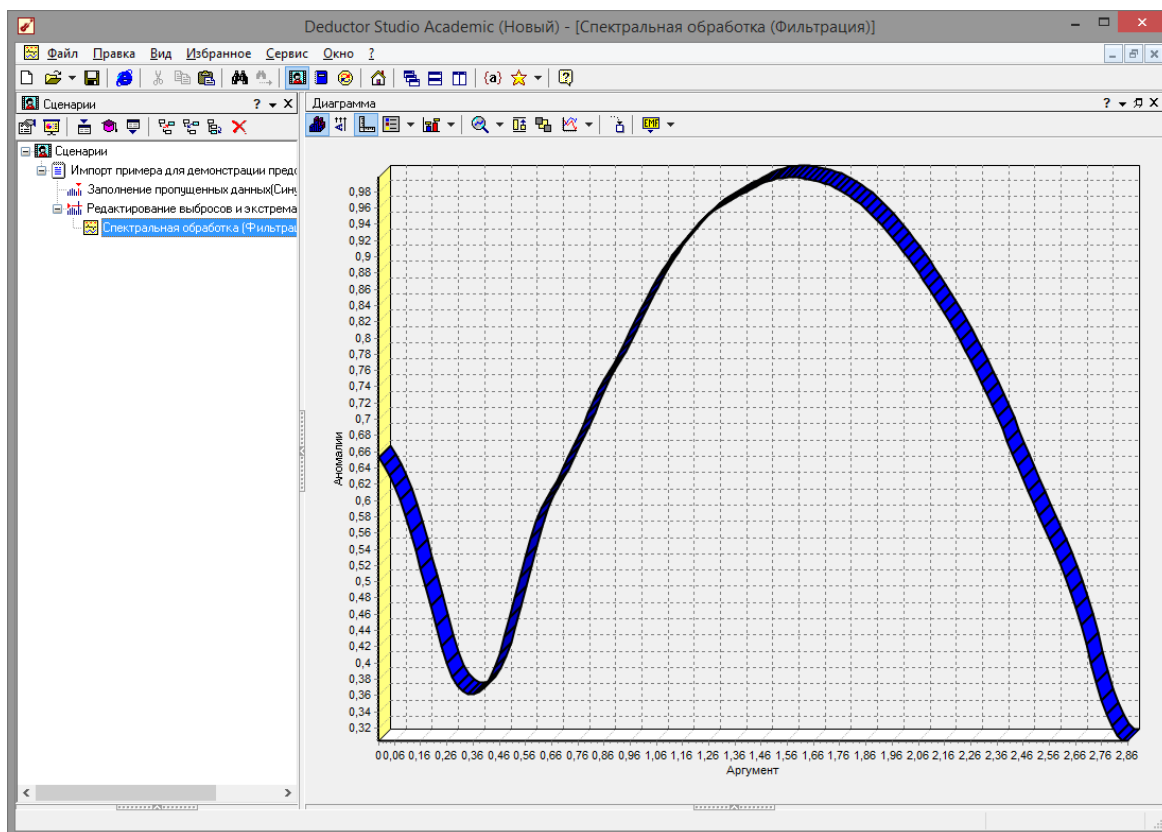 Deductor Studio Academic (Новый) - [Спектральная обработка (Фильтрация)]
Файл Правка Вид Избранное Сервис Окно ?
Сценарии
Диаграмма
Сценарии
Импорт примера для демонстрации предо
Заполнение пропущенных данных(Сину
Редактирование выбросов и экстрема
Спектральная обработка (Фильтрац
EMF
0,98
0,96
0,94
0,92
0,9
0,88
0,86
0,84
0,82
0,8
0,78
0,76
0,74
0,72
0,7
0,68
0,66
0,64
0,62
0,6
0,58
0,56
0,54
0,52
0,5
0,48
0,46
0,44
0,42
0,4
0,38
0,36
0,34
0,32
Аномалии
0 0,06 0,16 0,26 0,36 0,46 0,56 0,66 0,76 0,86 0,96 1,06 1,16 1,26 1,36 1,46 1,56 1,66 1,76 1,86 1,96 2,06 2,16 2,26 2,36 2,46 2,56 2,66 2,76 2,86
Аргумент